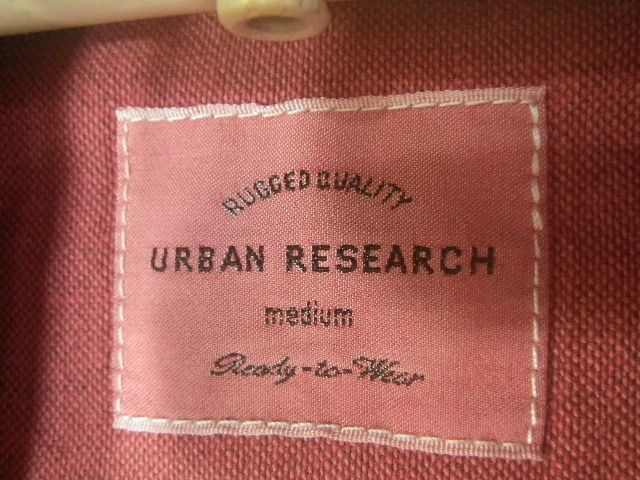 RUGGED QUALITY
URBAN RESEARCH
medium
Ready-to-Wear